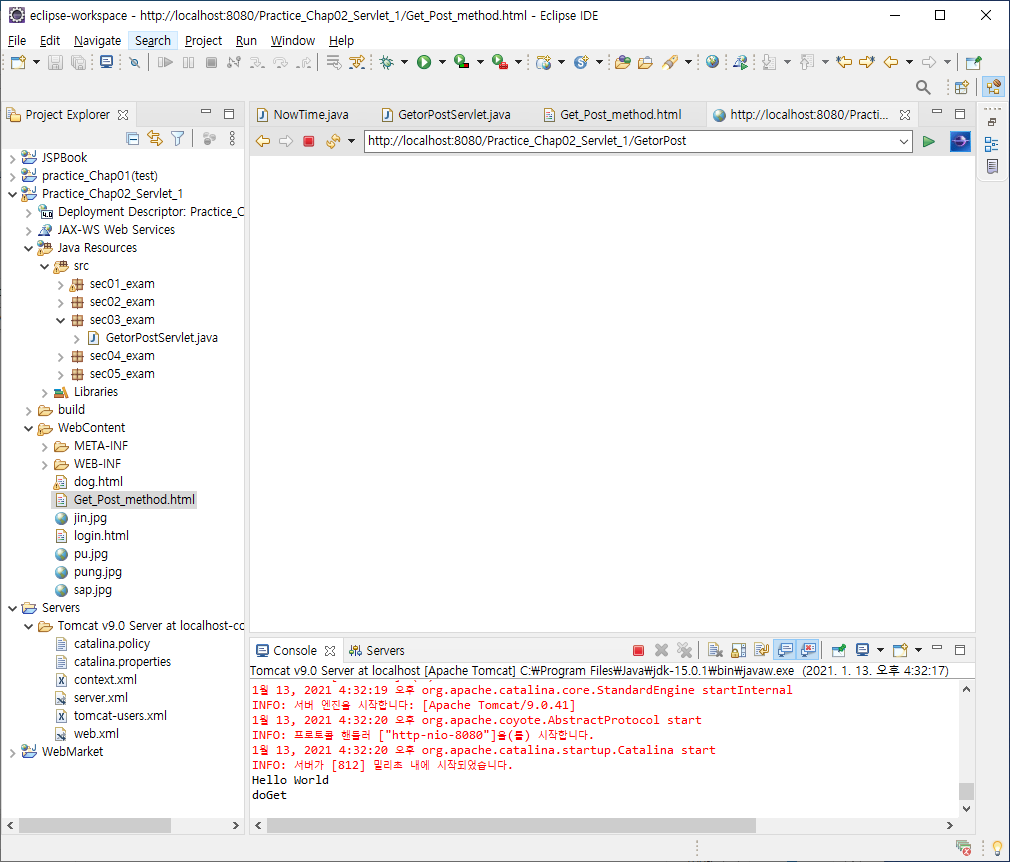 eclipse-workspace - http://localhost:8080/Practice_Chap02_Servlet_1/Get_Post_method.html - Eclipse IDE
File Edit Navigate Search Project Run Window Help
Project Explorer
JSPBook
practice_Chap01(test)
Practice_Chap02_Servlet_1
Deployment Descriptor: Practice_C
JAX-WS Web Services
Java Resources
src
sec01_exam
sec02_exam
sec03_exam
GetorPostServlet.java
sec04_exam
sec05_exam
Libraries
build
WebContent
META-INF
WEB-INF
dog.html
Get_Post_method.html
jin.jpg
login.html
pu.jpg
pung.jpg
sap.jpg
Servers
Tomcat v9.0 Server at localhost-co
catalina.policy
catalina.properties
context.xml
server.xml
tomcat-users.xml
web.xml
WebMarket
NowTime.java GetorPostServlet.java Get_Post_method.html http://localhost:8080/Practi...
http://localhost:8080/Practice_Chap02_Servlet_1/GetorPost
Console Servers
Tomcat v9.0 Server at localhost [Apache Tomcat] C:₩Program Files₩Java₩jdk-15.0.1₩bin₩javaw.exe (2021. 1. 13. 오후 4:32:17)
1월 13, 2021 4:32:19 오후 org.apache.catalina.core.StandardEngine startInternal
INFO: 서버 엔진을 시작합니다: [Apache Tomcat/9.0.41]
1월 13, 2021 4:32:20 오후 org.apache.coyote.AbstractProtocol start
INFO: 프로토콜 핸들러 ["http-nio-8080"]을(를) 시작합니다.
1월 13, 2021 4:32:20 오후 org.apache.catalina.startup.Catalina start
INFO: 서버가 [812] 밀리초 내에 시작되었습니다.
Hello World
doGet